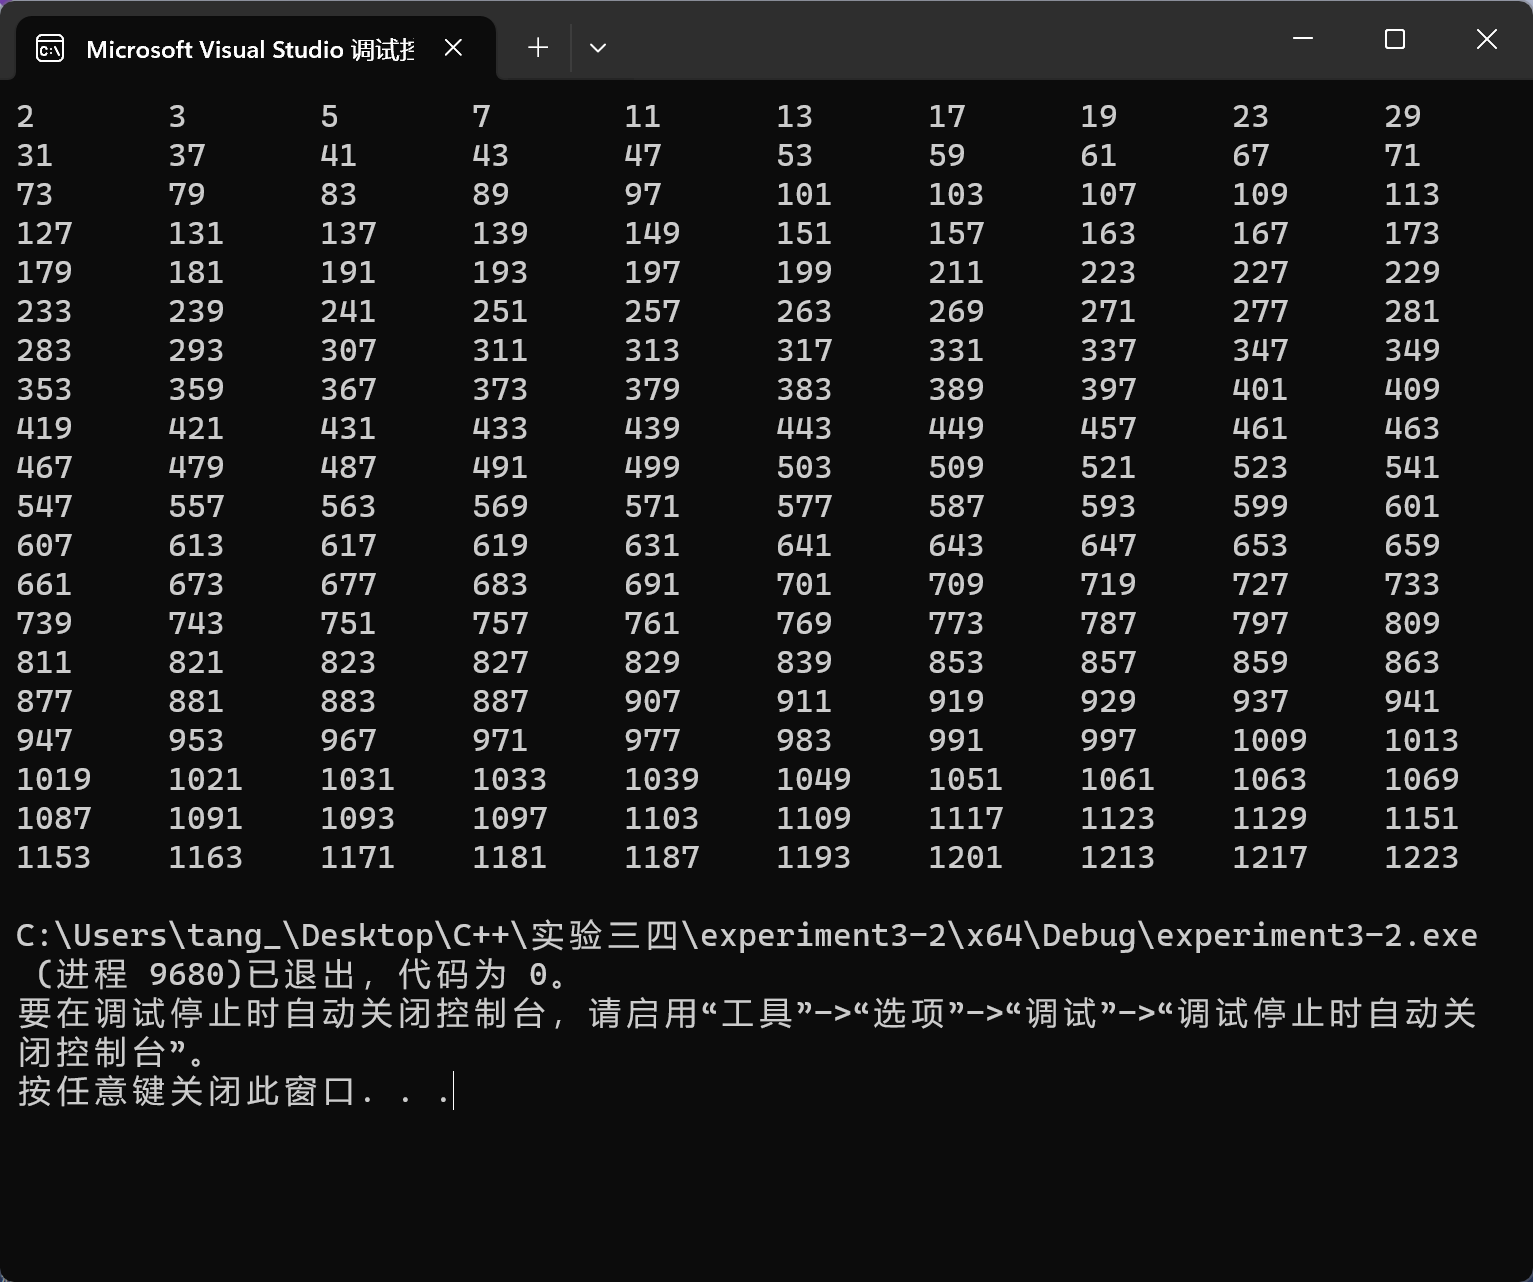 Microsoft Visual Studio 调试控
2 3 5 7 11 13 17 19 23 29
31 37 41 43 47 53 59 61 67 71
73 79 83 89 97 101 103 107 109 113
127 131 137 139 149 151 157 163 167 173
179 181 191 193 197 199 211 223 227 229
233 239 241 251 257 263 269 271 277 281
283 293 307 311 313 317 331 337 347 349
353 359 367 373 379 383 389 397 401 409
419 421 431 433 439 443 449 457 461 463
467 479 487 491 499 503 509 521 523 541
547 557 563 569 571 577 587 593 599 601
607 613 617 619 631 641 643 647 653 659
661 673 677 683 691 701 709 719 727 733
739 743 751 757 761 769 773 787 797 809
811 821 823 827 829 839 853 857 859 863
877 881 883 887 907 911 919 929 937 941
947 953 967 971 977 983 991 997 1009 1013
1019 1021 1031 1033 1039 1049 1051 1061 1063 1069
1087 1091 1093 1097 1103 1109 1117 1123 1129 1151
1153 1163 1171 1181 1187 1193 1201 1213 1217 1223
C:\Users\tang_\Desktop\C++\实验三四\experiment3-2\x64\Debug\experiment3-2.exe
(进程 9680)已退出，代码为 0。
要在调试停止时自动关闭控制台，请启用“工具”->“选项”->“调试”->“调试停止时自动关
闭控制台”。
按任意键关闭此窗口. . .